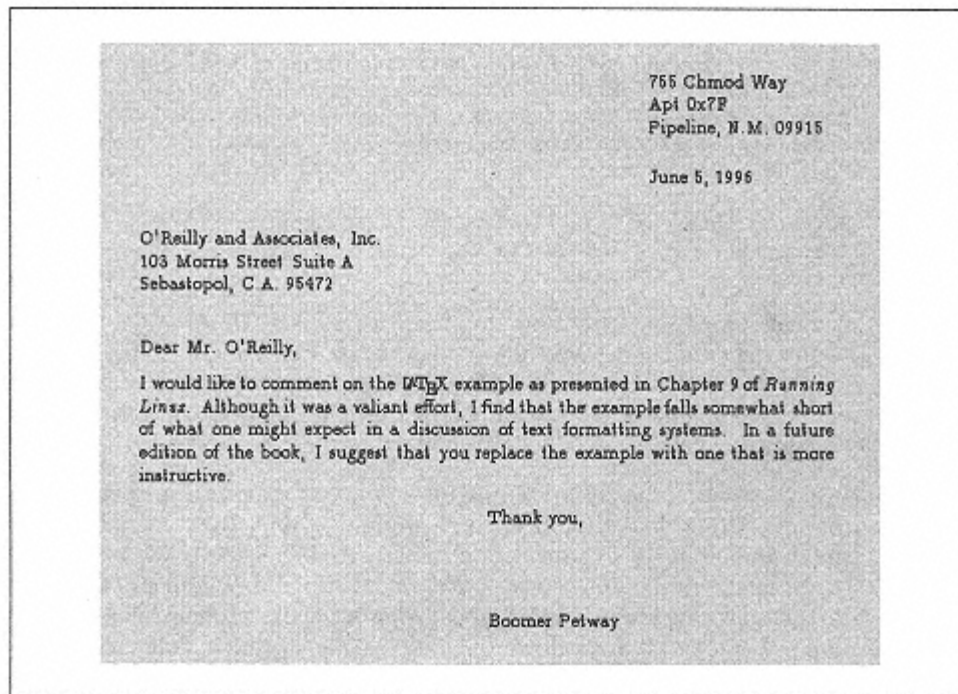 755 Chmod Way
Apt 0x7F
Pipeline, N.M. 09915
June 5, 1996
O'Reilly and Associates, Inc.
103 Morris Street Suite A
Sebastopol, C.A. 95472
Dear Mr. O'Reilly,
I would like to comment on the LATEX example as presented in Chapter 9 of Running
Linux. Although it was a valiant effort, I find that the example falls somewhat short
of what one might expect in a discussion of text formatting systems. In a future
edition of the book, I suggest that you replace the example with one that is more
instructive.
Thank you,
Boomer Petway